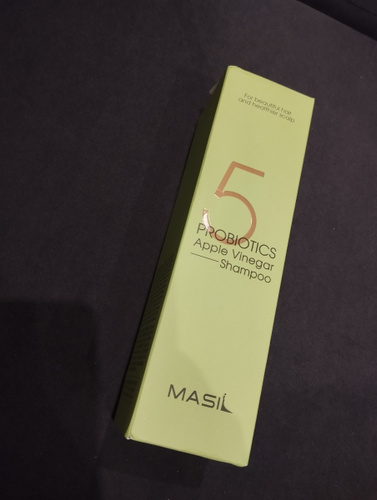 For beautiful hair
and healthier scalp
5
PROBIOTICS
Apple Vinegar
Shampoo
MASIL